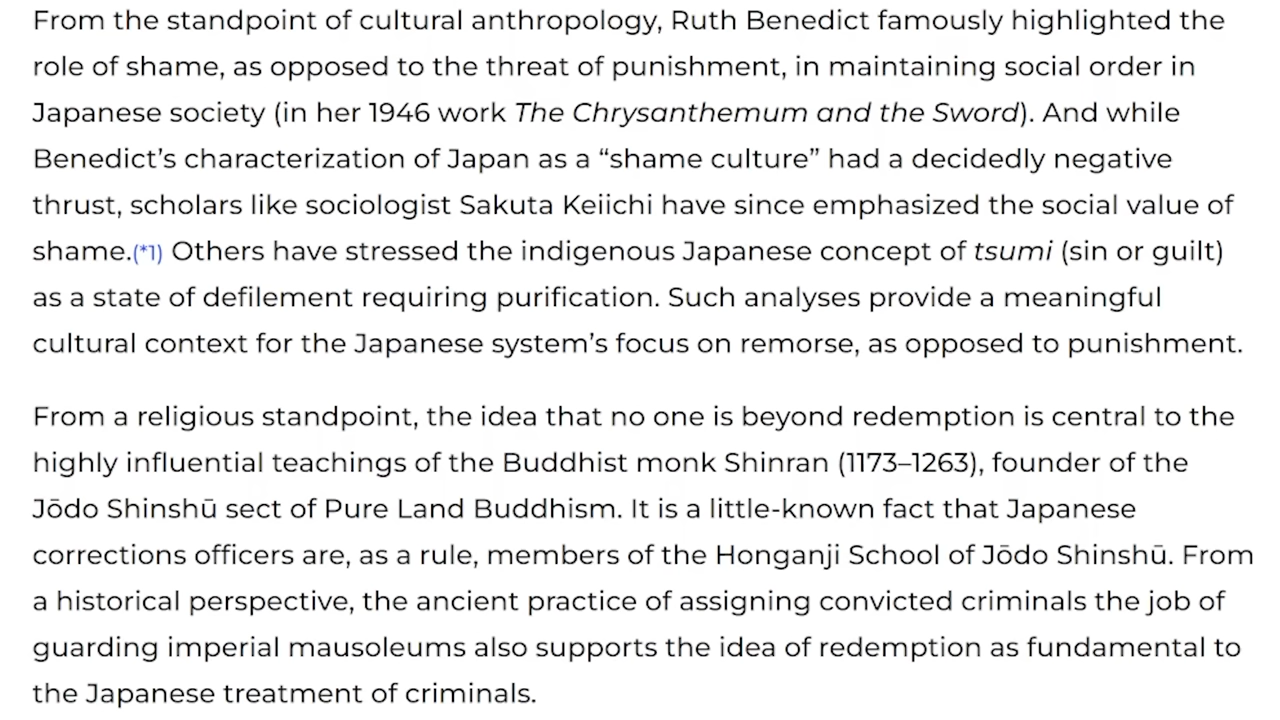 From the standpoint of cultural anthropology, Ruth Benedict famously highlighted the
role of shame, as opposed to the threat of punishment, in maintaining social order in
Japanese society (in her 1946 work The Chrysanthemum and the Sword). And while
Benedict’s characterization of Japan as a “shame culture” had a decidedly negative
thrust, scholars like sociologist Sakuta Keiichi have since emphasized the social value of
shame.(*1) Others have stressed the indigenous Japanese concept of tsumi (sin or guilt)
as a state of defilement requiring purification. Such analyses provide a meaningful
cultural context for the Japanese system’s focus on remorse, as opposed to punishment.
From a religious standpoint, the idea that no one is beyond redemption is central to the
highly influential teachings of the Buddhist monk Shinran (1173–1263), founder of the
Jōdo Shinshū sect of Pure Land Buddhism. It is a little-known fact that Japanese
corrections officers are, as a rule, members of the Honganji School of Jōdo Shinshū. From
a historical perspective, the ancient practice of assigning convicted criminals the job of
guarding imperial mausoleums also supports the idea of redemption as fundamental to
the Japanese treatment of criminals.